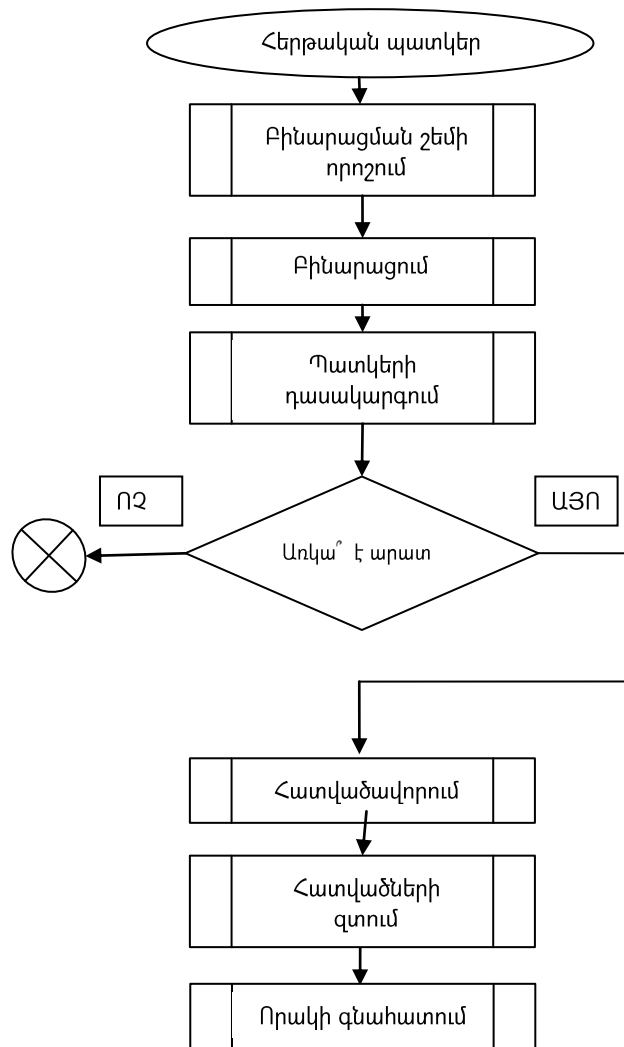 Հերթական պատկեր
Բինարացման շեմի
որոշում
Բինարացում
Պատկերի
դասակարգում
ՈՉ
ԱՅՈ
Առկա՞ է արատ
Հատվածավորում
Հատվածների
զտում
Որակի գնահատում